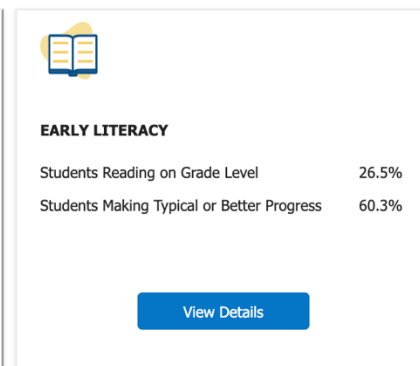 EARLY LITERACY
Students Reading on Grade Level 26.5%
Students Making Typical or Better Progress 60.3%
View Details